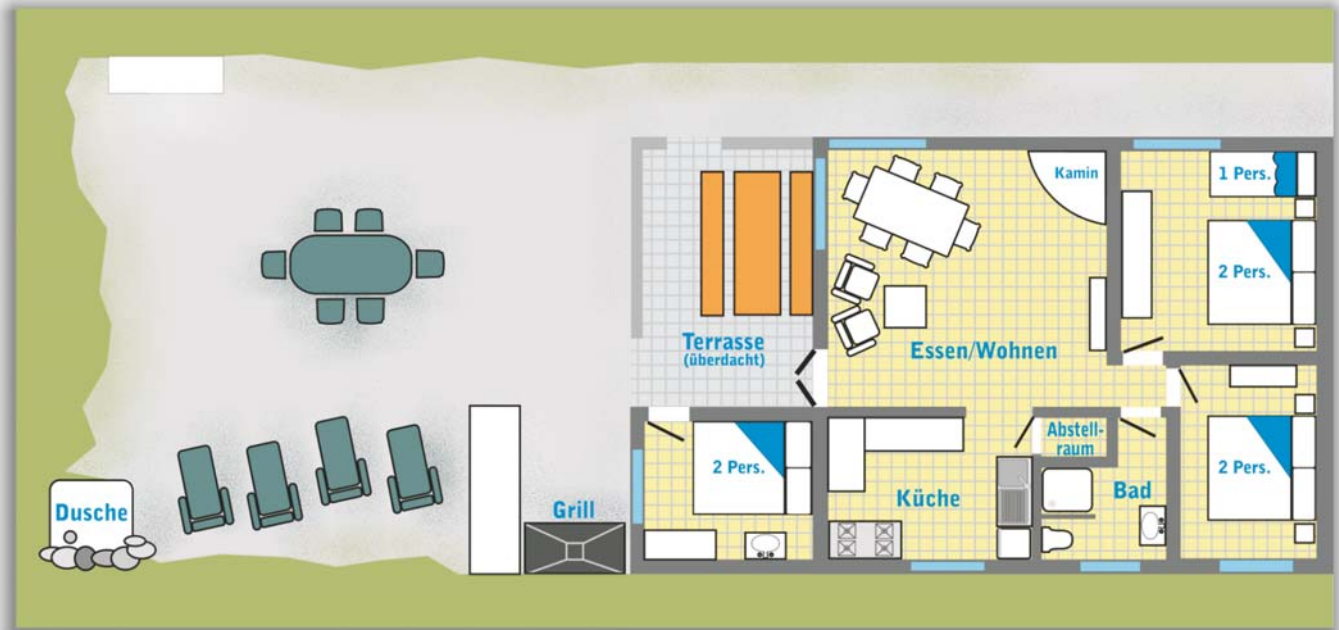 Kamin
1 Pers.
2 Pers.
Terrasse
(überdacht)
Essen/Wohnen
2 Pers.
Abstell-
raum
2 Pers.
Küche
Bad
Dusche
Grill